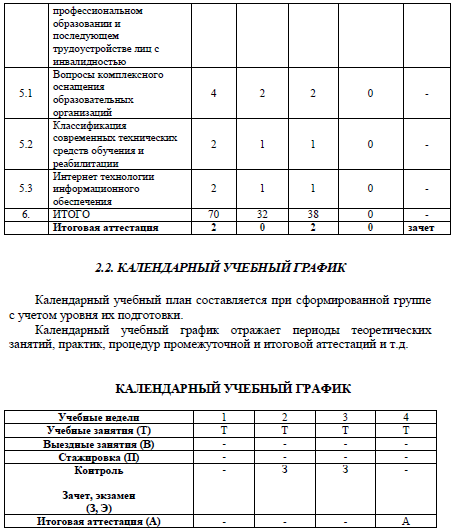 профессиональном
образовании и
последующем
трудоустройстве лиц с
инвалидностью
5.1 Вопросы комплексного оснащения образовательных организаций 4 2 2 0 -
5.2 Классификация современных технических средств обучения и реабилитации 2 1 1 0 -
5.3 Интернет технологии информационного обеспечения 2 1 1 0 -
6. ИТОГО 70 32 38 0 -
Итоговая аттестация 2 0 2 0 зачет
2.2. КАЛЕНДАРНЫЙ УЧЕБНЫЙ ГРАФИК
Календарный учебный план составляется при сформированной группе
с учетом уровня их подготовки.
Календарный учебный график отражает периоды теоретических
занятий, практик, процедур промежуточной и итоговой аттестаций и т.д.
КАЛЕНДАРНЫЙ УЧЕБНЫЙ ГРАФИК
Учебные недели 1 2 3 4
Учебные занятия (Т) Т Т Т Т
Выездные занятия (В) - - - -
Стажировка (П) - - - -
Контроль - З З -
Зачет, экзамен
(З, Э)
Итоговая аттестация (А) - - - А